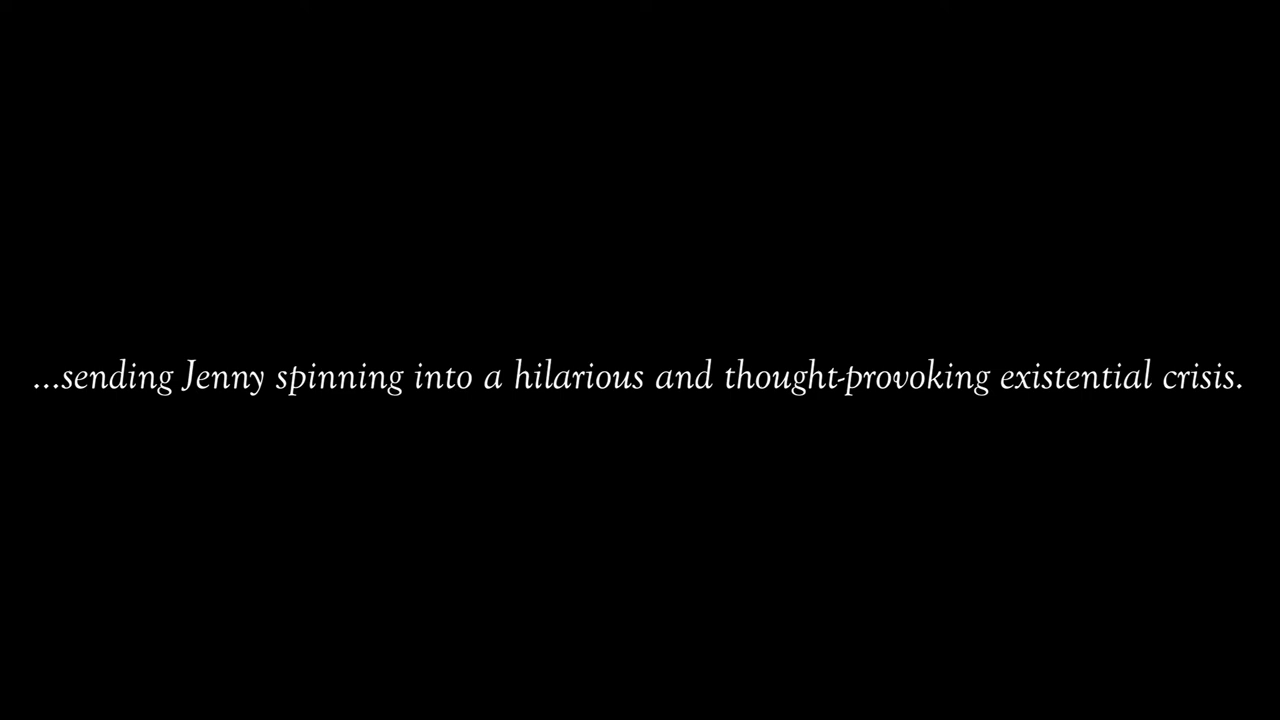 ...sending Jenny spinning into a hilarious and thought-provoking existential crisis.